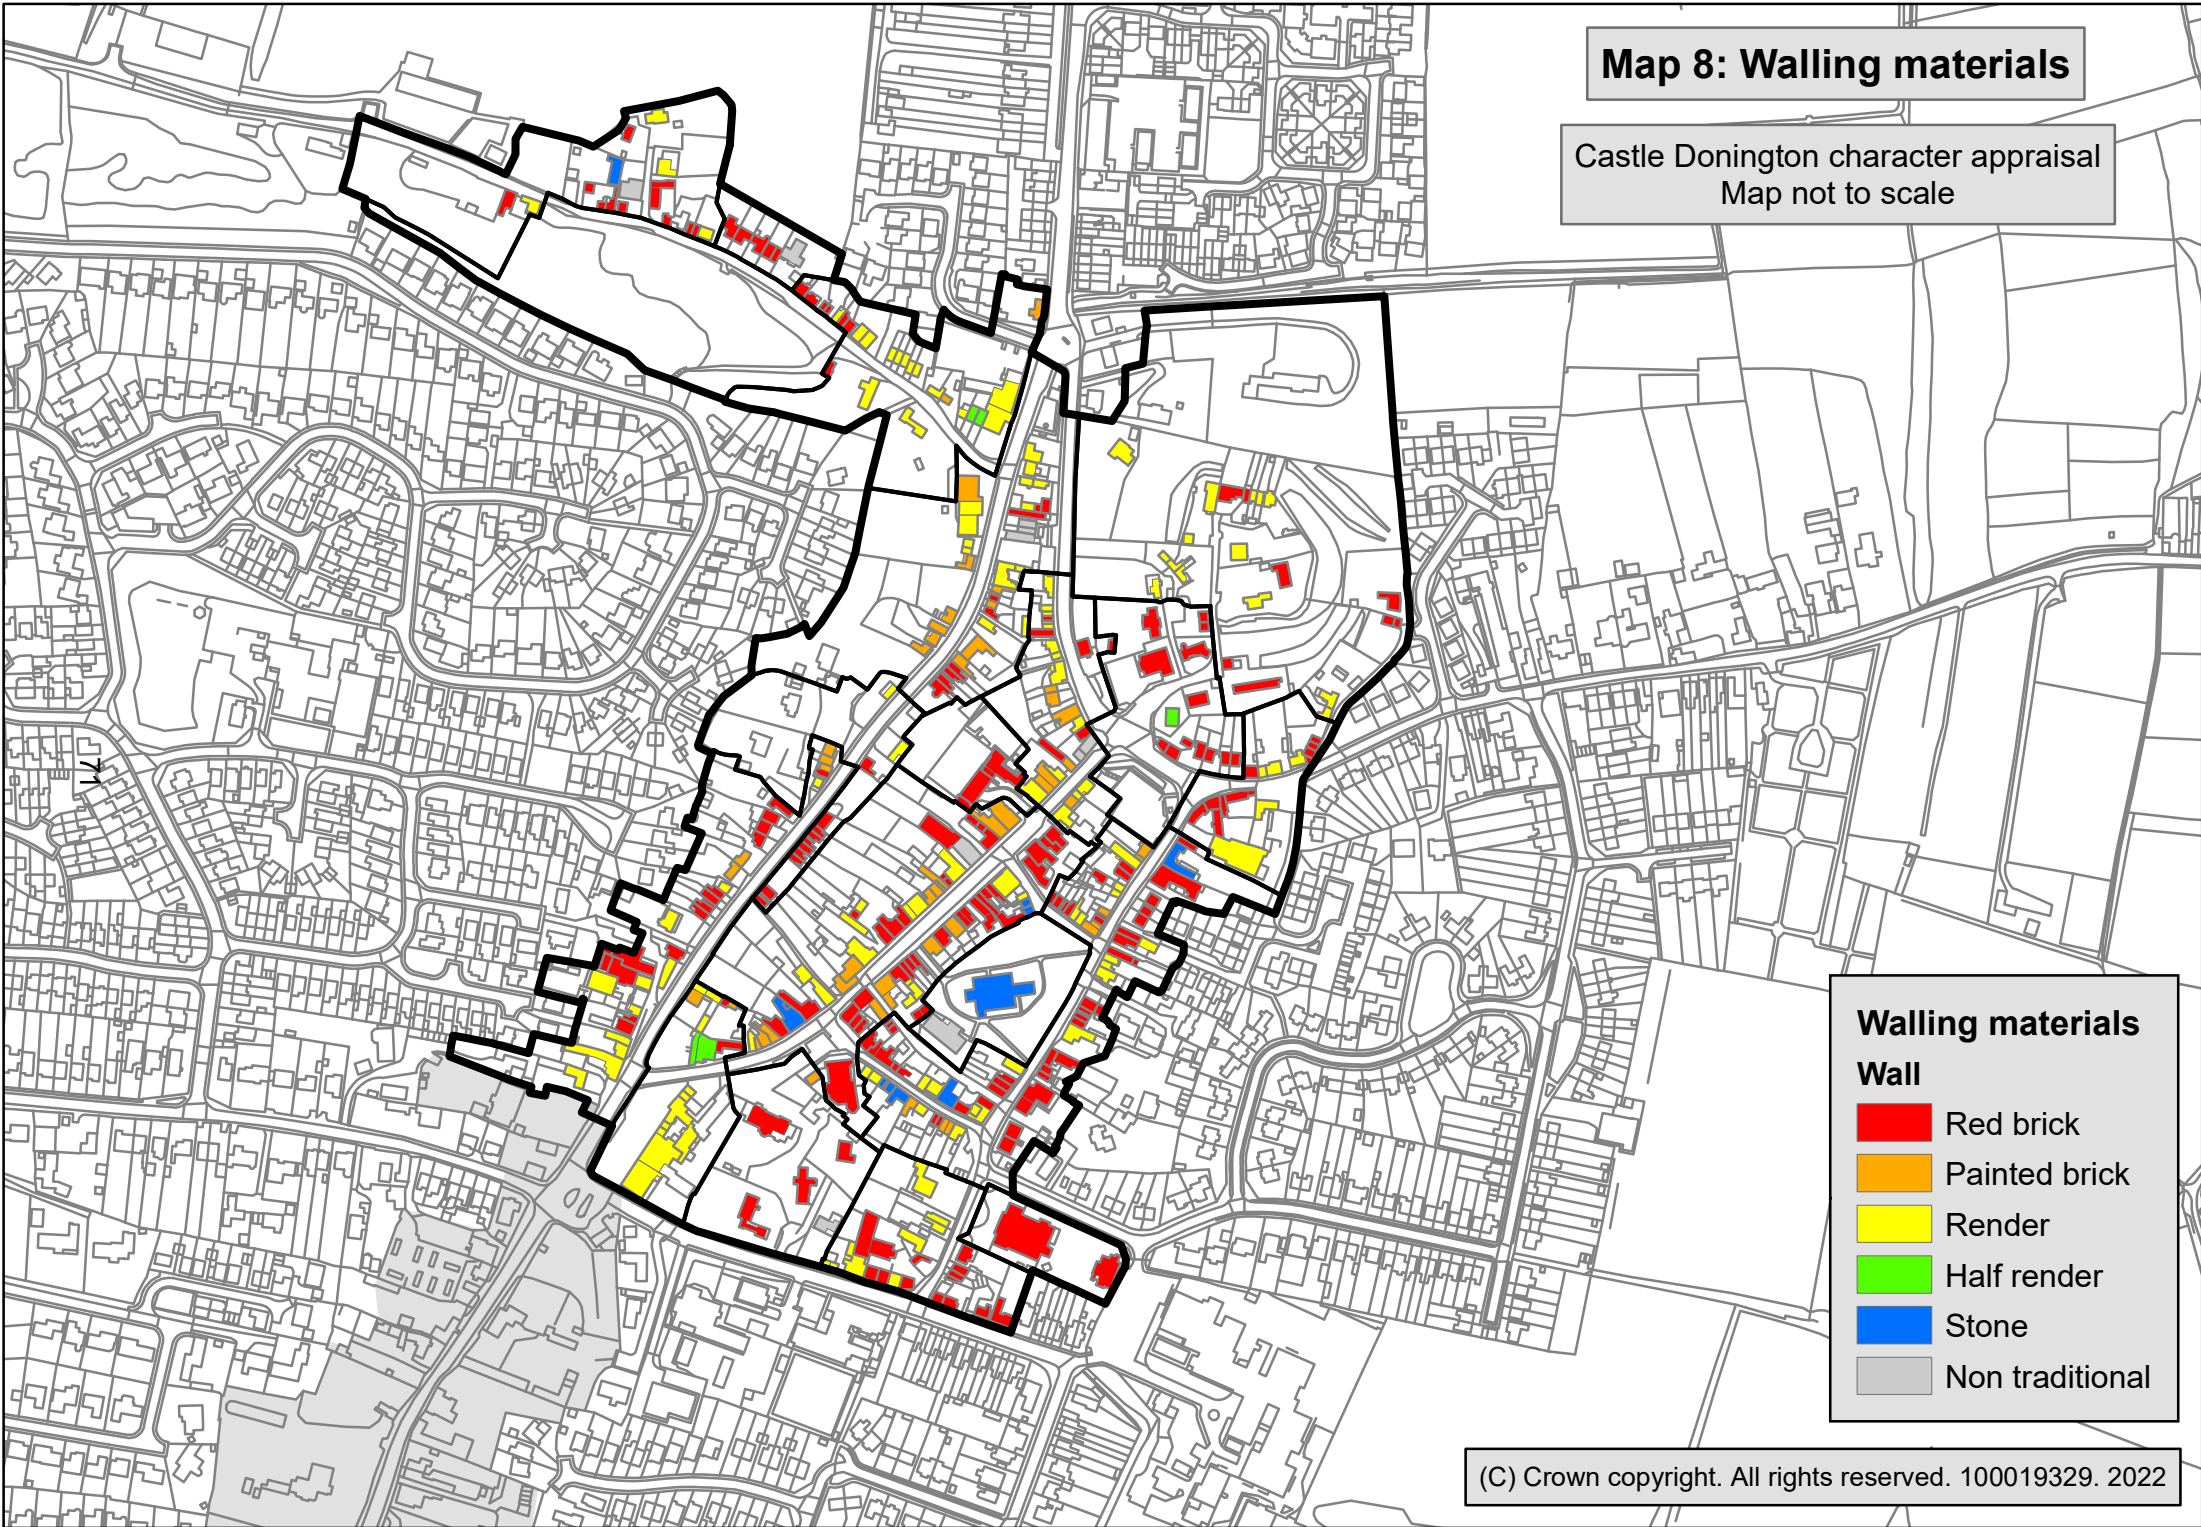 Map 8: Walling materials
Castle Donington character appraisal
Map not to scale
71
Walling materials
Wall
Red brick
Painted brick
Render
Half render
Stone
Non traditional
(C) Crown copyright. All rights reserved. 100019329. 2022